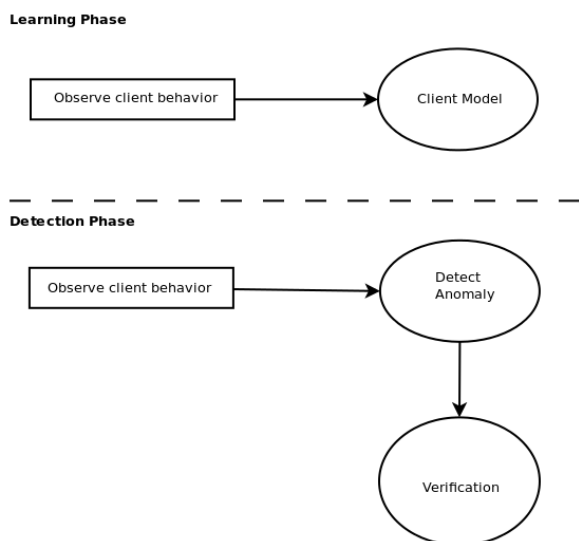 Learning Phase
Observe client behavior
Client Model
Detection Phase
Observe client behavior
Detect
Anomaly
Verification